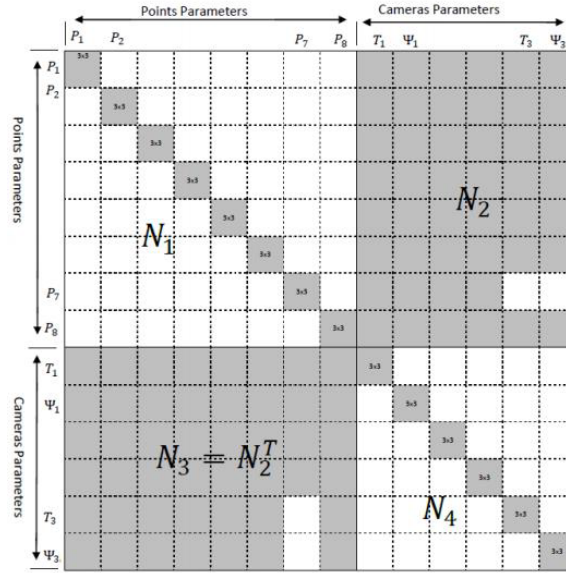 Points Parameters
Cameras Parameters
P₁ P₂ P₇ P₈ T₁ Ψ₁ T₃ Ψ₃
P₁ 3x3
P₂ 3x3
3x3
3x3
Points Parameters
3x3
N₁
N₂
3x3
P₇ 3x3
P₈ 3x3
T₁ 3x3
Ψ₁ 3x3
3x3
Cameras Parameters
N₃ = N₂ᵀ
3x3
N₄
T₃ 3x3
Ψ₃ 3x3